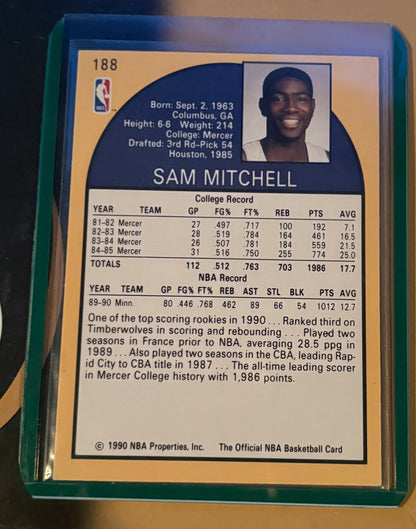 188
NBA
Born: Sept. 2, 1963
Columbus, GA
Height: 6-6 Weight: 214
College: Mercer
Drafted: 3rd Rd-Pick 54
Houston, 1985
SAM MITCHELL
College Record
YEAR TEAM GP FG% FT% REB PTS AVG
81-82 Mercer 27 .497 .717 100 192 7.1
82-83 Mercer 28 .519 .784 164 461 16.5
83-84 Mercer 26 .507 .781 184 559 21.5
84-85 Mercer 31 .516 .750 255 774 25.0
TOTALS 112 .512 .763 703 1986 17.7
NBA Record
YEAR TEAM GP FG% FT% REB AST STL BLK PTS AVG
89-90 Minn. 80 .446 .768 462 89 66 54 1012 12.7
One of the top scoring rookies in 1990 . . . Ranked third on
Timberwolves in scoring and rebounding . . . Played two
seasons in France prior to NBA, averaging 28.5 ppg in
1989 . . . Also played two seasons in the CBA, leading Rap-
id City to CBA title in 1987 . . . The all-time leading scorer
in Mercer College history with 1,986 points.
© 1990 NBA Properties, Inc. The Official NBA Basketball Card